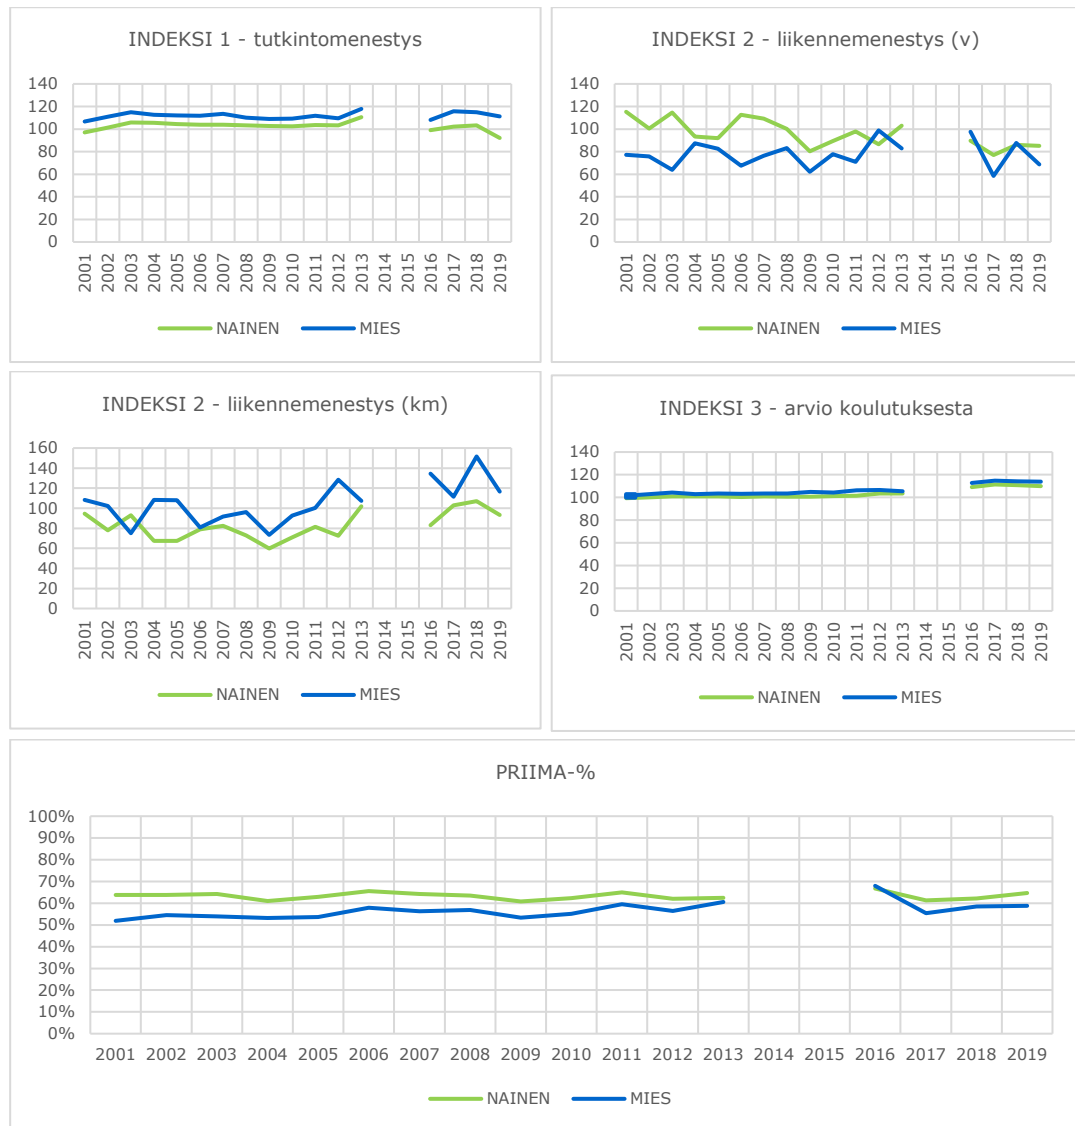 INDEKSI 1 - tutkintomenestys
140
120
100
80
60
40
20
0
2001 2002 2003 2004 2005 2006 2007 2008 2009 2010 2011 2012 2013 2014 2015 2016 2017 2018 2019
NAINEN MIES
INDEKSI 2 - liikennemenestys (v)
140
120
100
80
60
40
20
0
2001 2002 2003 2004 2005 2006 2007 2008 2009 2010 2011 2012 2013 2014 2015 2016 2017 2018 2019
NAINEN MIES
INDEKSI 2 - liikennemenestys (km)
160
140
120
100
80
60
40
20
0
2001 2002 2003 2004 2005 2006 2007 2008 2009 2010 2011 2012 2013 2014 2015 2016 2017 2018 2019
NAINEN MIES
INDEKSI 3 - arvio koulutuksesta
140
120
100
80
60
40
20
0
2001 2002 2003 2004 2005 2006 2007 2008 2009 2010 2011 2012 2013 2014 2015 2016 2017 2018 2019
NAINEN MIES
PRIIMA-%
100%
90%
80%
70%
60%
50%
40%
30%
20%
10%
0%
2001 2002 2003 2004 2005 2006 2007 2008 2009 2010 2011 2012 2013 2014 2015 2016 2017 2018 2019
NAINEN MIES